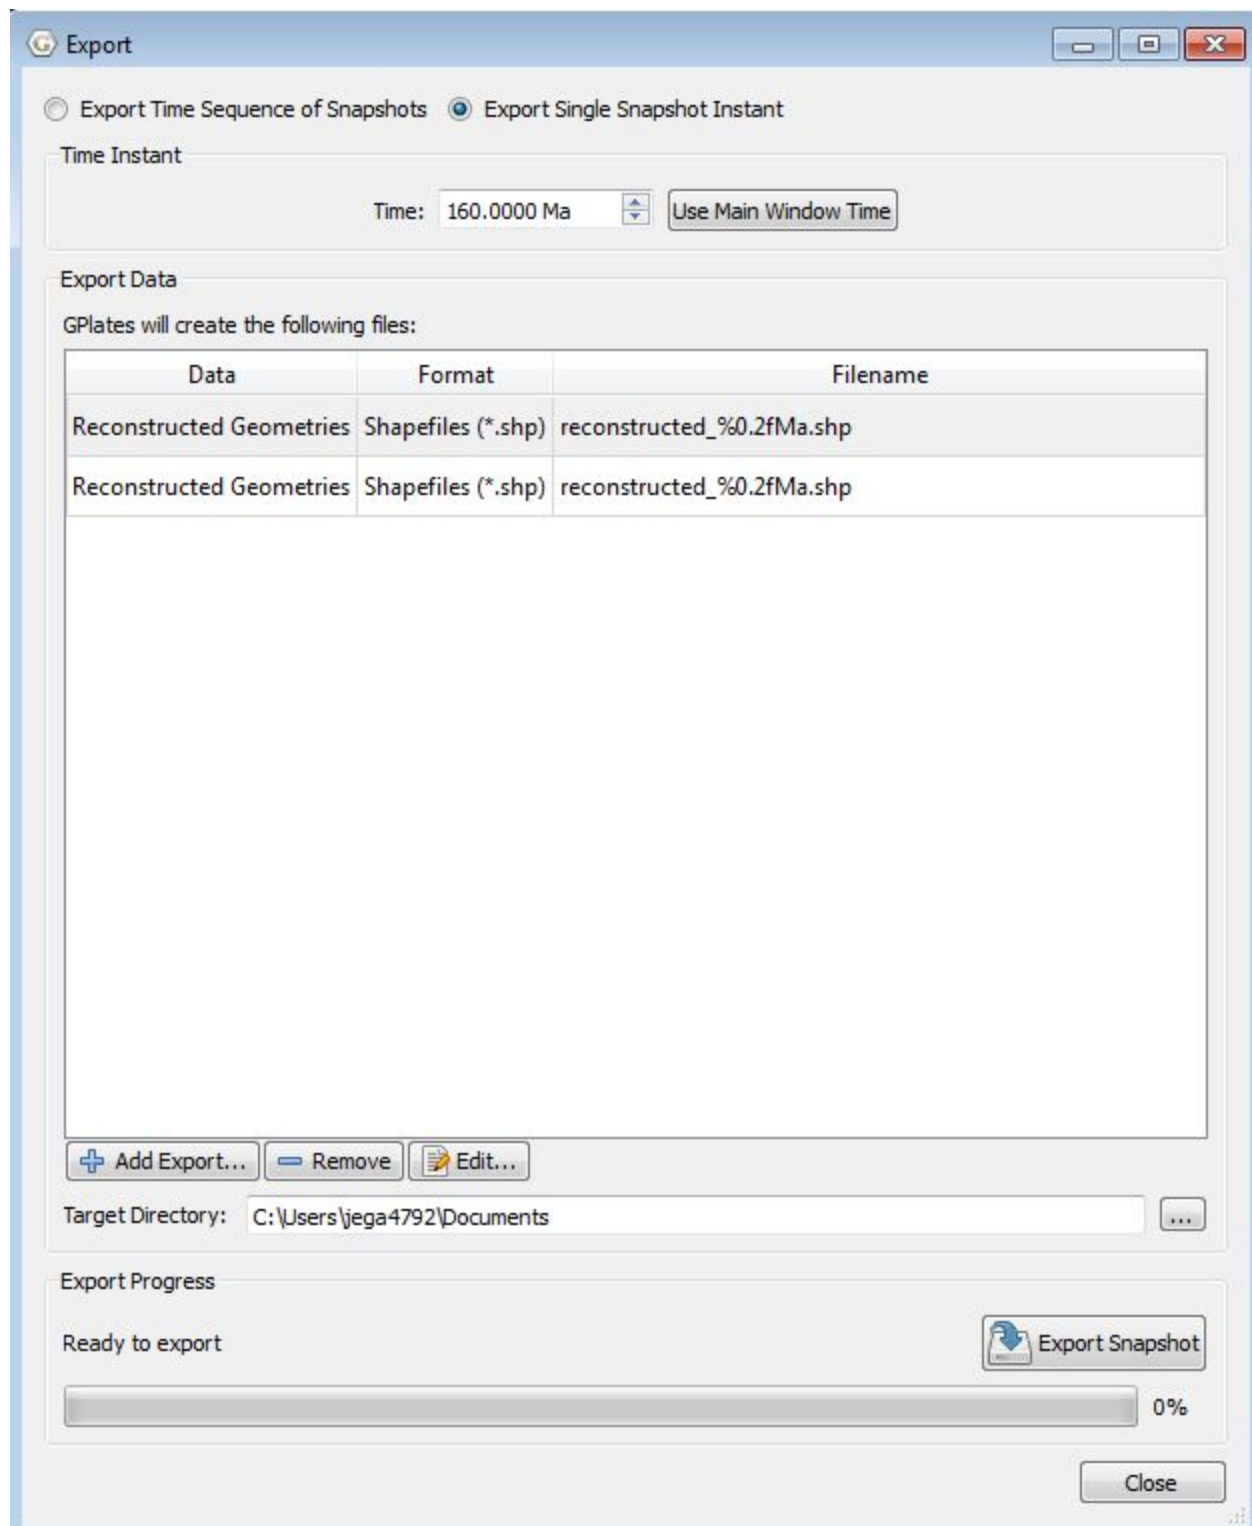 Export
Export Time Sequence of Snapshots Export Single Snapshot Instant
Time Instant
Time: 160.0000 Ma Use Main Window Time
Export Data
GPlates will create the following files:
Data Format Filename
Reconstructed Geometries Shapefiles (*.shp) reconstructed_%0.2fMa.shp
Reconstructed Geometries Shapefiles (*.shp) reconstructed_%0.2fMa.shp
Add Export... Remove Edit...
Target Directory: C:\Users\jega4792\Documents ...
Export Progress
Ready to export Export Snapshot
0%
Close